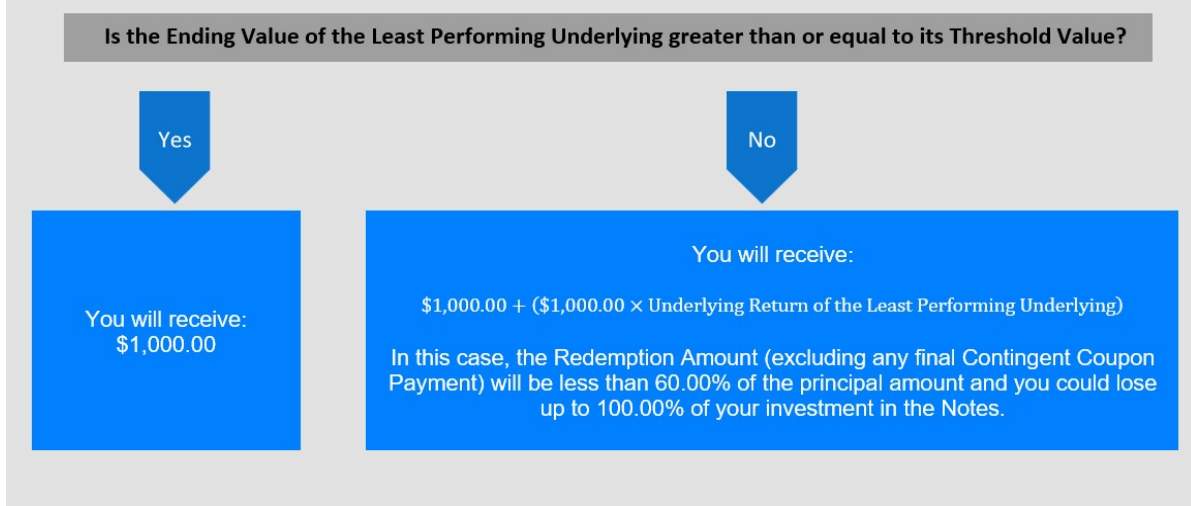 Is the Ending Value of the Least Performing Underlying greater than or equal to its Threshold Value?
Yes
No
You will receive:
$1,000.00
You will receive:
$1,000.00 + ($1,000.00 × Underlying Return of the Least Performing Underlying)
In this case, the Redemption Amount (excluding any final Contingent Coupon
Payment) will be less than 60.00% of the principal amount and you could lose
up to 100.00% of your investment in the Notes.